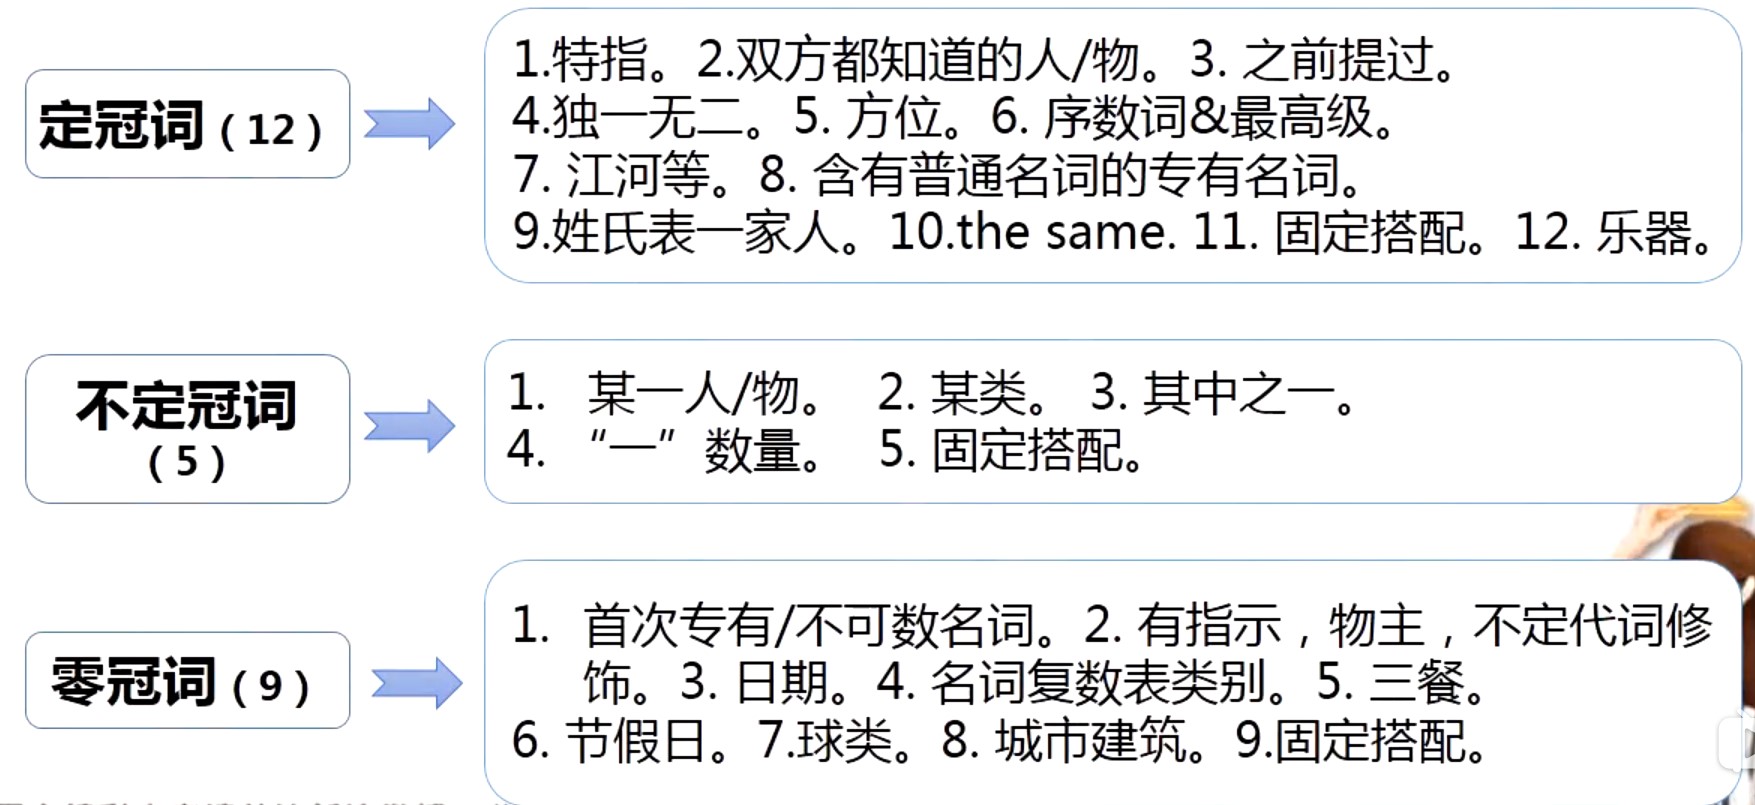 定冠词（12）
1.特指。2.双方都知道的人/物。3. 之前提过。
4.独一无二。5. 方位。6. 序数词&最高级。
7. 江河等。8. 含有普通名词的专有名词。
9.姓氏表一家人。10.the same. 11. 固定搭配。12. 乐器。
不定冠词
（5）
1. 某一人/物。 2. 某类。 3. 其中之一。
4. “一”数量。 5. 固定搭配。
零冠词（9）
1. 首次专有/不可数名词。2. 有指示，物主，不定代词修
饰。3. 日期。4. 名词复数表类别。5. 三餐。
6. 节假日。7.球类。8. 城市建筑。9.固定搭配。